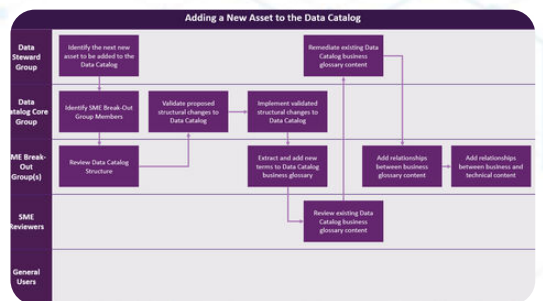 Adding a New Asset to the Data Catalog
Data
Steward
Group
Identify the next new
asset to be added to the
Data Catalog
Remediate existing Data
Catalog business
glossary content
Data
atalog Core
Group
Identify SME Break-Out
Group Members
Validate proposed
structural changes to
Data Catalog
Implement validated
structural changes to
Data Catalog
ME Break-
Out
Group(s)
Review Data Catalog
Structure
Extract and add new
terms to Data Catalog
business glossary
Add relationships
between business
glossary content
Add relationships
between business and
technical content
SME
Reviewers
Review existing Data
Catalog business
glossary content
General
Users